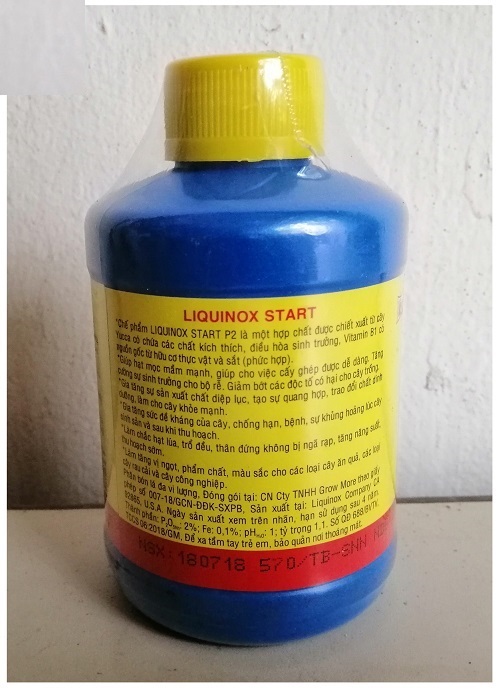 LIQUINOX START
*Chế phẩm LIQUINOX START P2 là một hợp chất được chiết xuất từ cây
Yucca có chứa các chất kích thích, điều hòa sinh trưởng, Vitamin B1 có
nguồn gốc từ hữu cơ thực vật và sắt (phức hợp).
*Giúp hạt mọc mầm mạnh, giúp cho việc cấy ghép được dễ dàng. Tăng
cường sự sinh trưởng cho bộ rễ. Giảm bớt các độc tố có hại cho cây trồng.
*Gia tăng sự sản xuất chất diệp lục, tạo sự quang hợp, trao đổi chất dinh
dưỡng, làm cho cây khỏe mạnh.
*Gia tăng sức đề kháng của cây, chống hạn, bệnh, sự khủng hoảng lúc cây
sinh sản và sau khi thu hoạch.
*Làm chắc hạt lúa, trổ đều, thân đứng không bị ngã rạp, tăng năng suất,
thu hoạch sớm.
*Làm tăng vị ngọt, phẩm chất, màu sắc cho các loại cây ăn quả, các loại
cây rau cải và cây công nghiệp.
Phân bón lá đa vi lượng, Đóng gói tại: CN Cty TNHH Grow More theo giấy
phép số 007-18/GCN-ĐĐK-SXPB, Sản xuất tại: Liquinox Company CA
92865, U.S.A. Ngày sản xuất xem trên nhãn, hạn sử dụng sau 4 năm.
Thành phần: P₂O₅: 2%; Fe: 0,1%; pH: 1; tỷ trọng 1,1. Số QĐ 688/BVTV.
TCCS 06:2018/GM, Để xa tầm tay trẻ em, bảo quản nơi thoáng mát.
NSX:180718 570/TB-SNN